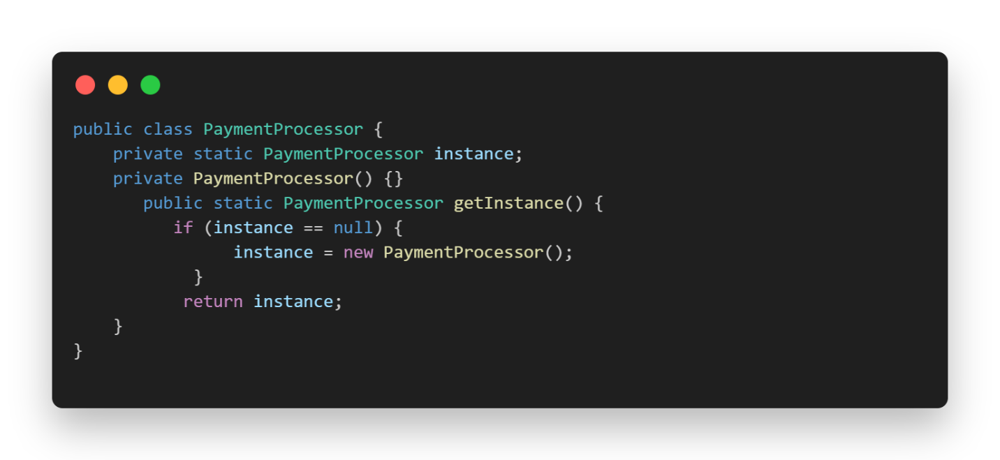 public class PaymentProcessor {
    private static PaymentProcessor instance;
    private PaymentProcessor() {}
       public static PaymentProcessor getInstance() {
          if (instance == null) {
                instance = new PaymentProcessor();
            }
           return instance;
    }
}